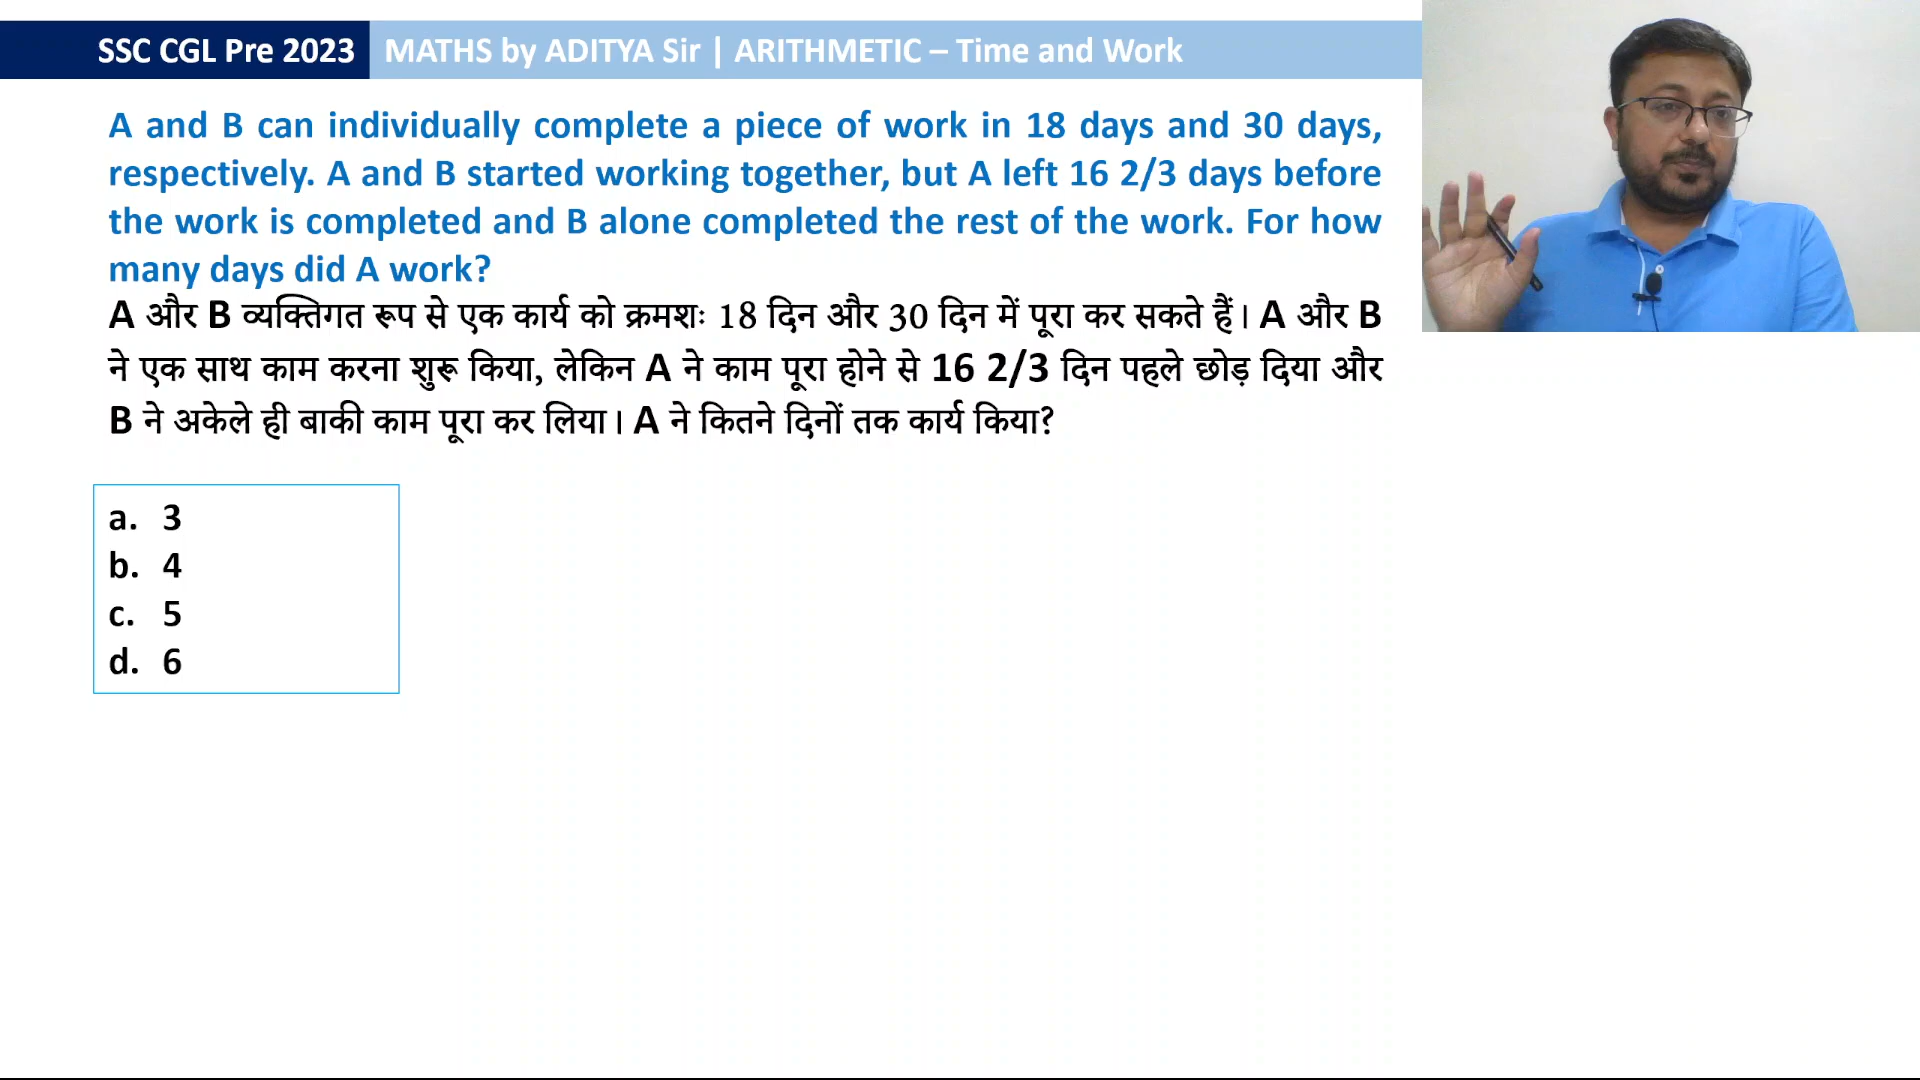 SSC CGL Pre 2023 MATHS by ADITYA Sir | ARITHMETIC – Time and Work
A and B can individually complete a piece of work in 18 days and 30 days,
respectively. A and B started working together, but A left 16 2/3 days before
the work is completed and B alone completed the rest of the work. For how
many days did A work?
A और B व्यक्तिगत रूप से एक कार्य को क्रमशः 18 दिन और 30 दिन में पूरा कर सकते हैं। A और B
ने एक साथ काम करना शुरू किया, लेकिन A ने काम पूरा होने से 16 2/3 दिन पहले छोड़ दिया और
B ने अकेले ही बाकी काम पूरा कर लिया। A ने कितने दिनों तक कार्य किया?
a. 3
b. 4
c. 5
d. 6